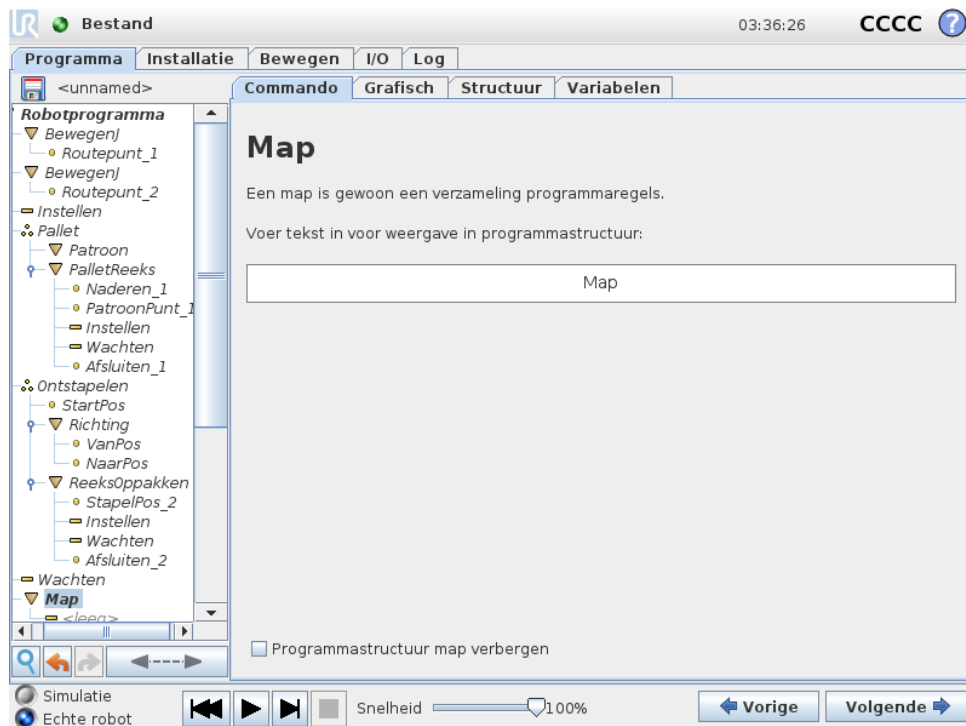 UR Bestand 03:36:26 CCCC ?
Programma Installatie Bewegen I/O Log
<unnamed> Commando Grafisch Structuur Variabelen
Robotprogramma
BewegenJ
Routepunt_1
BewegenJ
Routepunt_2
Instellen
Pallet
Patroon
PalletReeks
Naderen_1
PatroonPunt_1
Instellen
Wachten
Afsluiten_1
Ontstapelen
StartPos
Richting
VanPos
NaarPos
ReeksOppakken
StapelPos_2
Instellen
Wachten
Afsluiten_2
Wachten
Map
<leeg>
Map
Een map is gewoon een verzameling programmaregels.
Voer tekst in voor weergave in programmastructuur:
Map
Programmastructuur map verbergen
Simulatie
Echte robot
Snelheid 100%
Vorige Volgende